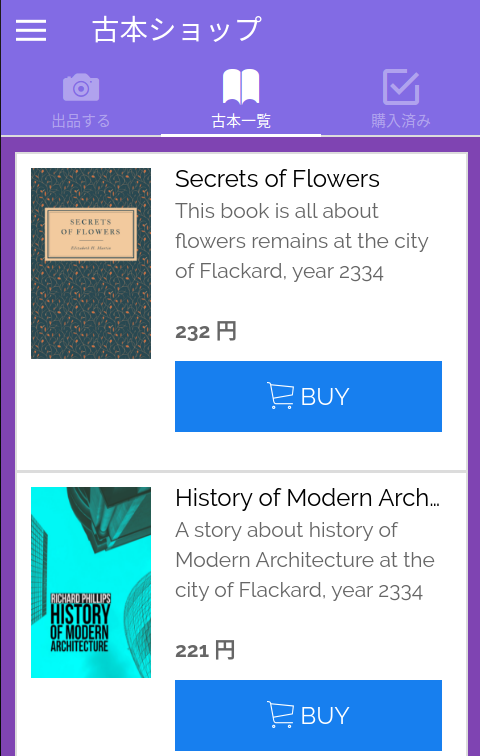 古本ショップ
出品する
古本一覧
購入済み
SECRETS
OF FLOWERS
Secrets of Flowers
This book is all about
flowers remains at the city
of Flackard, year 2334
232 円
BUY
RICHARD PHILLIPS
HISTORY
OF MODERN
ARCHITECTURE
History of Modern Arch…
A story about history of
Modern Architecture at the
city of Flackard, year 2334
221 円
BUY